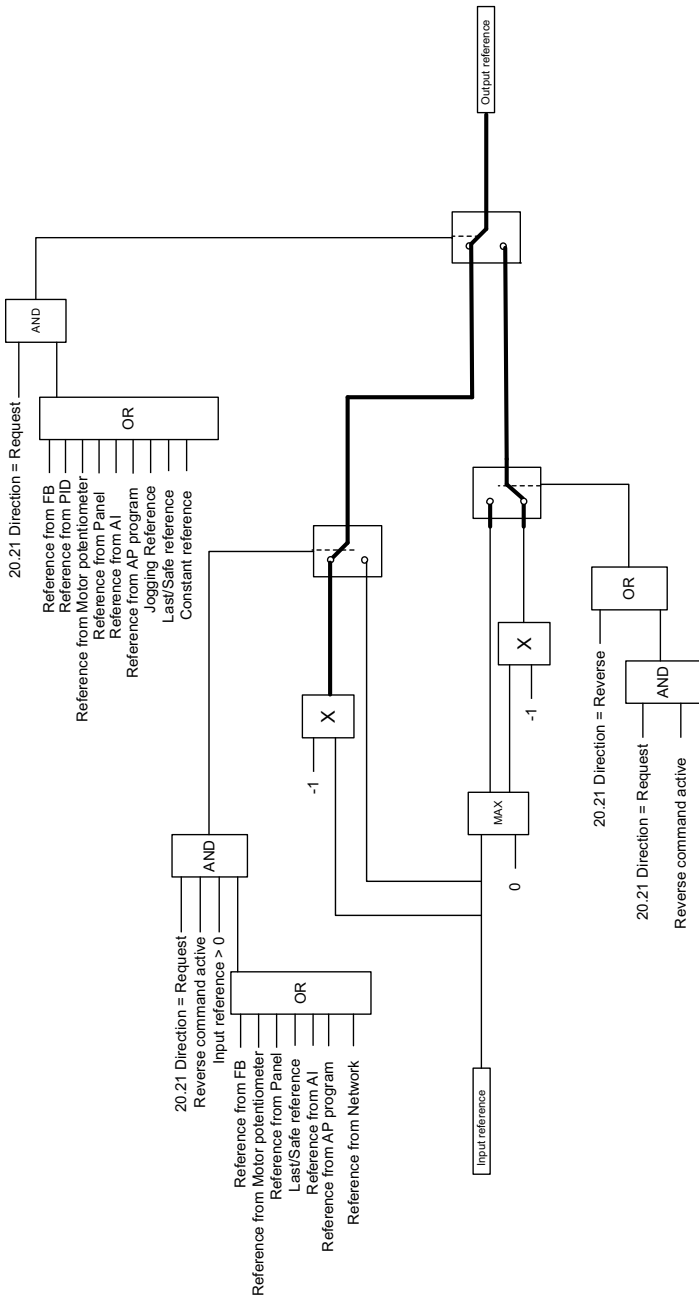 20.21 Direction = Request
AND
Reference from FB
Reference from PID
Reference from Motor potentiometer
Reference from Panel
Reference from AI
Reference from AP program
Jogging Reference
Last/Safe reference
Constant reference
OR
20.21 Direction = Request
Reverse command active
Input reference > 0
AND
Reference from FB
Reference from Motor potentiometer
Reference from Panel
Last/Safe reference
Reference from AI
Reference from AP program
Reference from Network
OR
-1
X
Input reference
MAX
0
-1
X
Output reference
20.21 Direction = Reverse
OR
20.21 Direction = Request
Reverse command active
AND